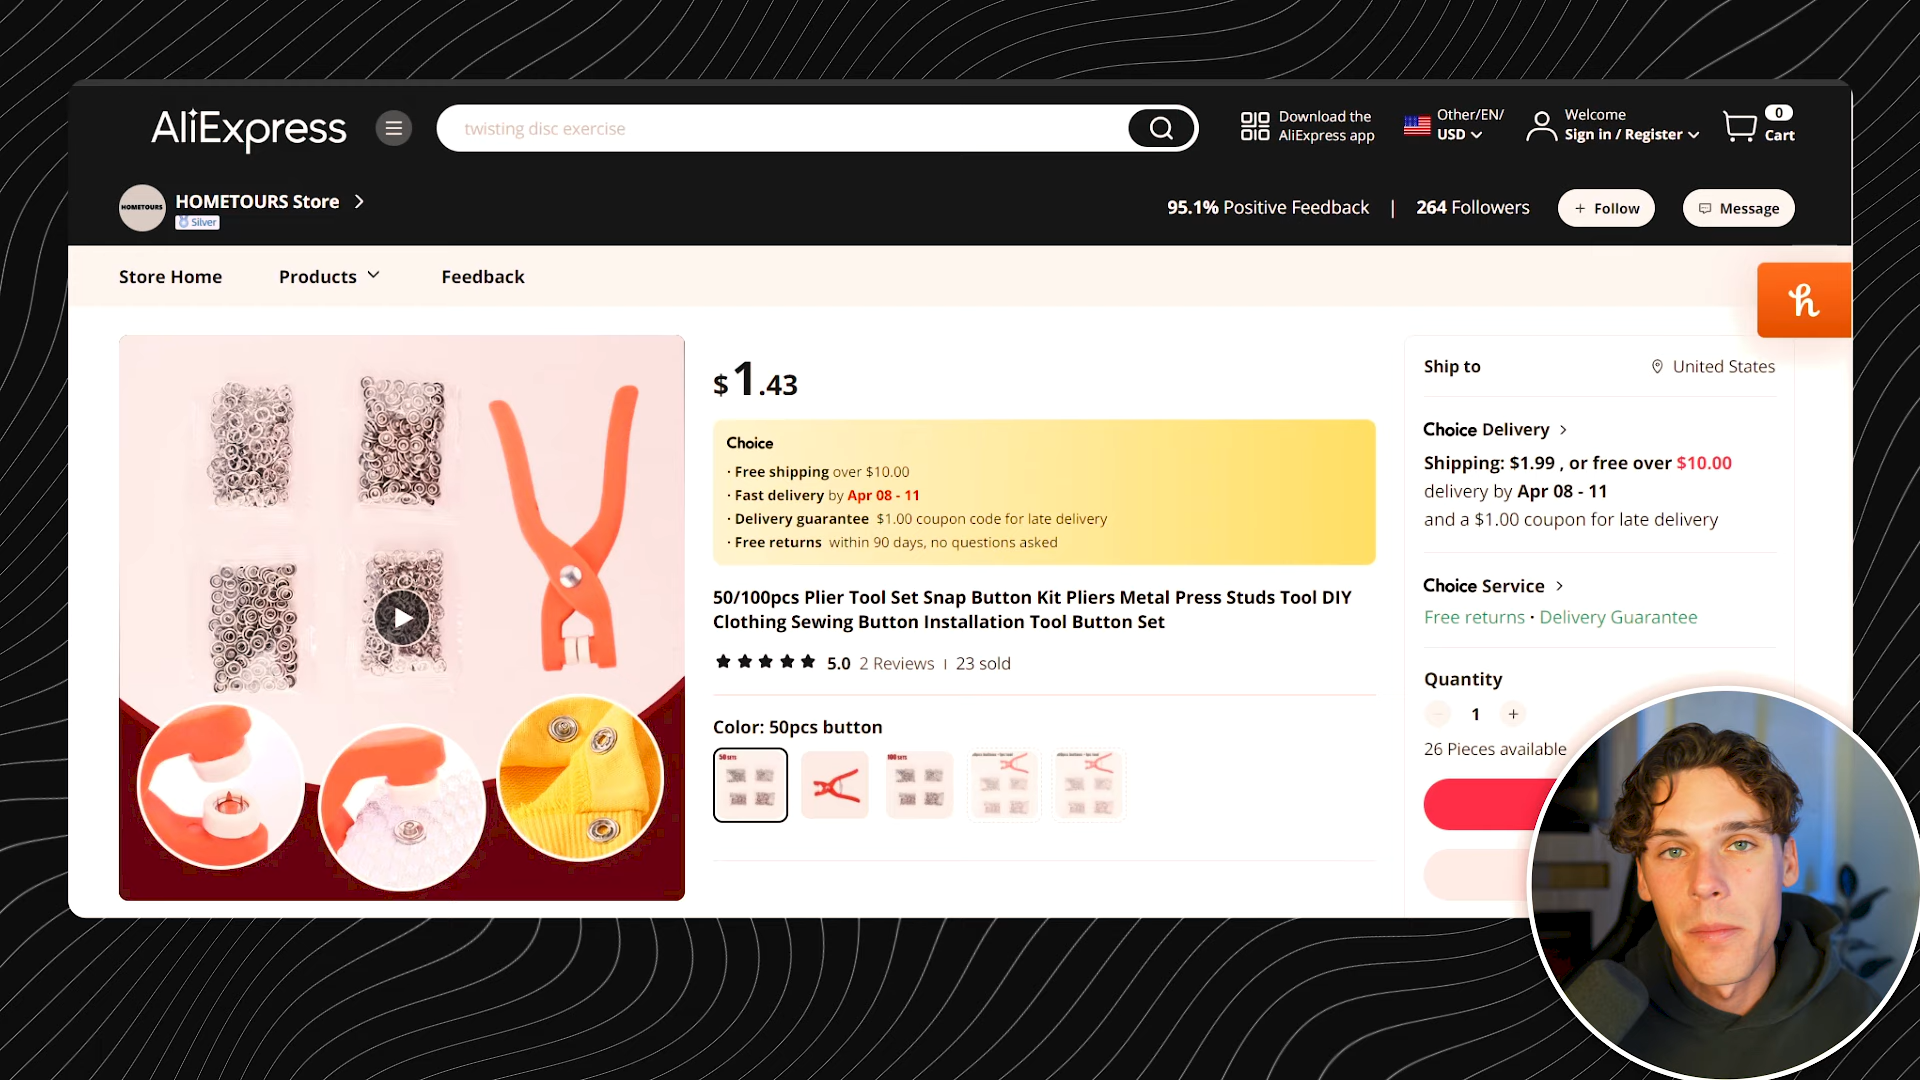 AliExpress
twisting disc exercise
Download the
AliExpress app
Other/EN/
USD
Welcome
Sign in / Register
0
Cart
HOMETOURS
HOMETOURS Store
Silver
95.1% Positive Feedback | 264 Followers
+ Follow
Message
Store Home
Products
Feedback
h
$1.43
Choice
· Free shipping over $10.00
· Fast delivery by Apr 08 - 11
· Delivery guarantee $1.00 coupon code for late delivery
· Free returns within 90 days, no questions asked
50/100pcs Plier Tool Set Snap Button Kit Pliers Metal Press Studs Tool DIY
Clothing Sewing Button Installation Tool Button Set
5.0 2 Reviews | 23 sold
Color: 50pcs button
50 SETS
100 SETS
Ship to
United States
Choice Delivery
Shipping: $1.99 , or free over $10.00
delivery by Apr 08 - 11
and a $1.00 coupon for late delivery
Choice Service
Free returns · Delivery Guarantee
Quantity
1 +
26 Pieces available